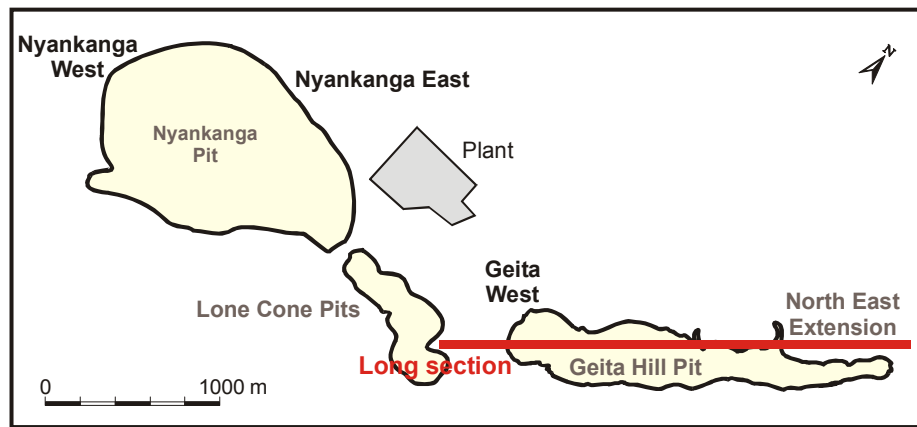 Nyankanga
West
Nyankanga East
N
Nyankanga
Pit
Plant
Geita
West
North East
Extension
Lone Cone Pits
Long section
Geita Hill Pit
0 1000 m